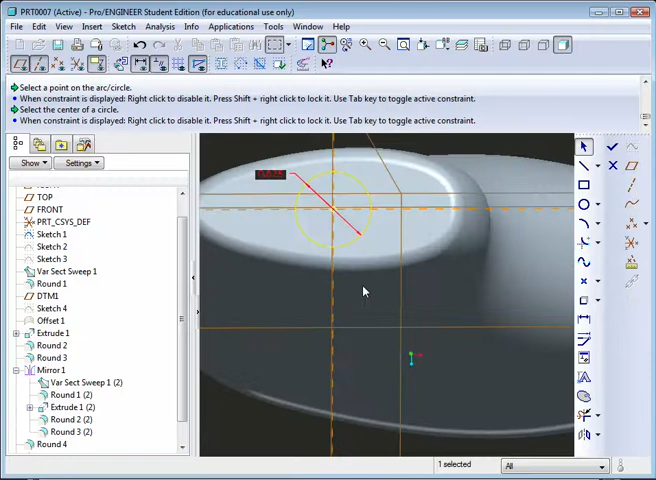 PRT0007 (Active) - Pro/ENGINEER Student Edition (for educational use only)
File Edit View Insert Sketch Analysis Info Applications Tools Window Help
Select a point on the arc/circle.
When constraint is displayed: Right click to disable it. Press Shift + right click to lock it. Use Tab key to toggle active constraint.
Select the center of a circle.
When constraint is displayed: Right click to disable it. Press Shift + right click to lock it. Use Tab key to toggle active constraint.
Show Settings
TOP
FRONT
PRT_CSYS_DEF
Sketch 1
Sketch 2
Sketch 3
Var Sect Sweep 1
Round 1
DTM1
Sketch 4
Offset 1
Extrude 1
Round 2
Round 3
Mirror 1
Var Sect Sweep 1 (2)
Round 1 (2)
Extrude 1 (2)
Round 2 (2)
Round 3 (2)
Round 4
1 selected
All